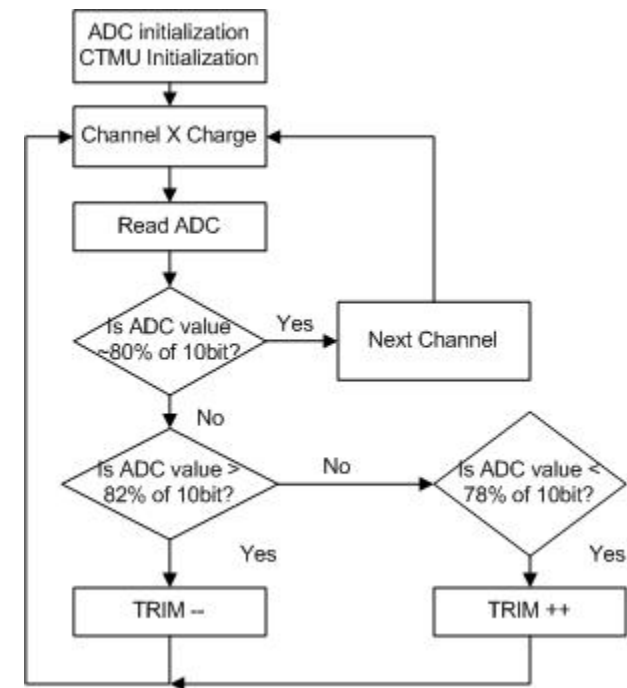 ADC initialization
CTMU Initialization
Channel X Charge
Read ADC
Is ADC value
~80% of 10bit?
Yes
Next Channel
No
Is ADC value >
82% of 10bit?
No
Is ADC value <
78% of 10bit?
Yes
Yes
TRIM --
TRIM ++